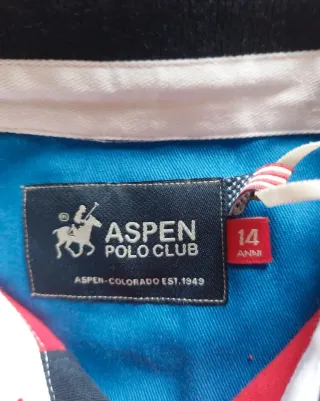 ®
ASPEN
POLO CLUB
ASPEN-COLORADO EST.1949
14
ANNI